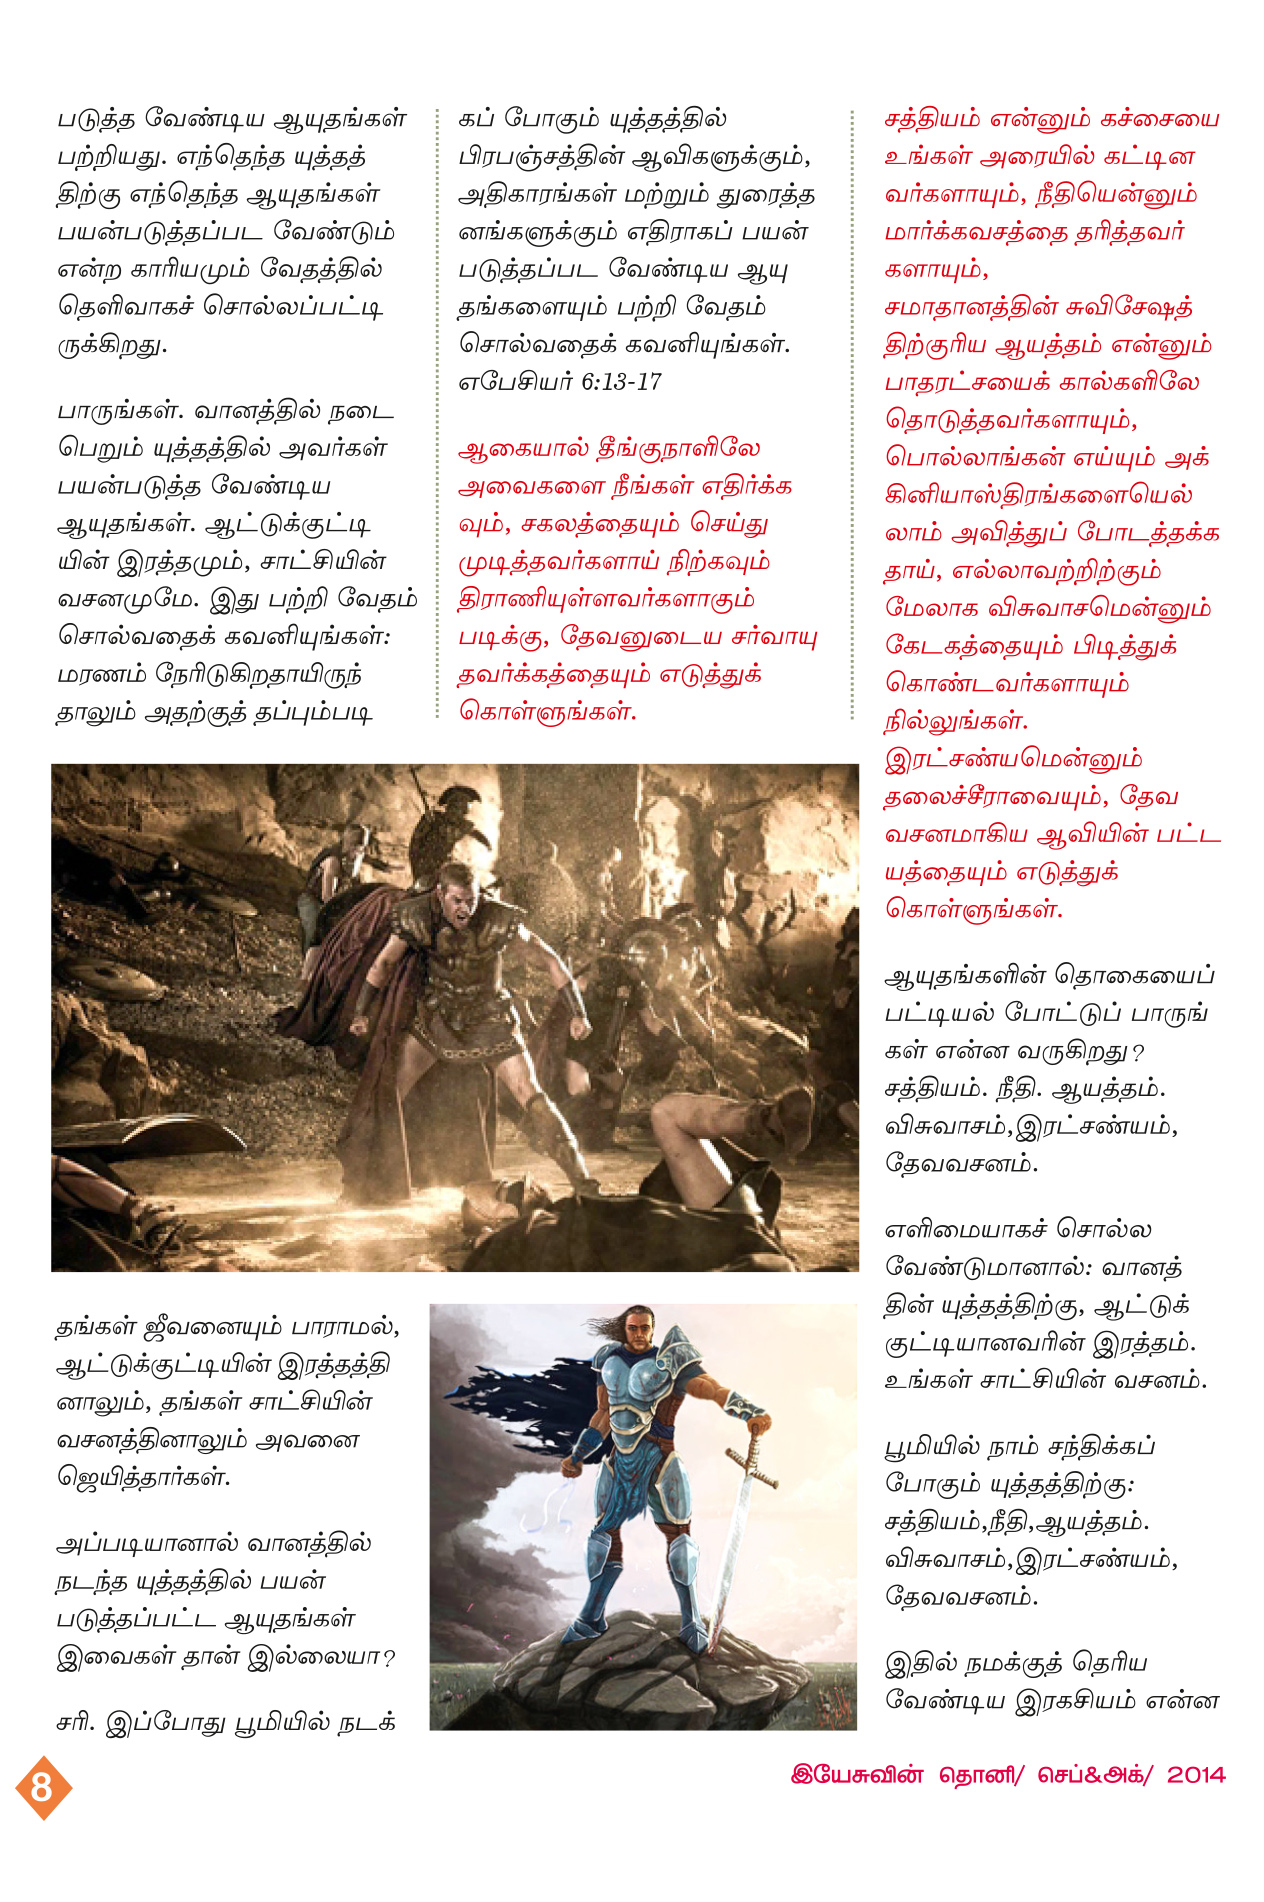 படுத்த வேண்டிய ஆயுதங்கள்
பற்றியது. எந்தெந்த யுத்தத்
திற்கு எந்தெந்த ஆயுதங்கள்
பயன்படுத்தப்பட வேண்டும்
என்ற காரியமும் வேதத்தில்
தெளிவாகச் சொல்லப்பட்டி
ருக்கிறது.
பாருங்கள். வானத்தில் நடை
பெறும் யுத்தத்தில் அவர்கள்
பயன்படுத்த வேண்டிய
ஆயுதங்கள். ஆட்டுக்குட்டி
யின் இரத்தமும், சாட்சியின்
வசனமுமே. இது பற்றி வேதம்
சொல்வதைக் கவனியுங்கள்:
மரணம் நேரிடுகிறதாயிருந்
தாலும் அதற்குத் தப்பும்படி
தங்கள் ஜீவனையும் பாராமல்,
ஆட்டுக்குட்டியின் இரத்தத்தி
னாலும், தங்கள் சாட்சியின்
வசனத்தினாலும் அவனை
ஜெயித்தார்கள்.
அப்படியானால் வானத்தில்
நடந்த யுத்தத்தில் பயன்
படுத்தப்பட்ட ஆயுதங்கள்
இவைகள் தான் இல்லையா?
சரி. இப்போது பூமியில் நடக்
கப் போகும் யுத்தத்தில்
பிரபஞ்சத்தின் ஆவிகளுக்கும்,
அதிகாரங்கள் மற்றும் துரைத்த
னங்களுக்கும் எதிராகப் பயன்
படுத்தப்பட வேண்டிய ஆயு
தங்களையும் பற்றி வேதம்
சொல்வதைக் கவனியுங்கள்.
எபேசியர் 6:13-17
ஆகையால் தீங்குநாளிலே
அவைகளை நீங்கள் எதிர்க்க
வும், சகலத்தையும் செய்து
முடித்தவர்களாய் நிற்கவும்
திராணியுள்ளவர்களாகும்
படிக்கு, தேவனுடைய சர்வாயு
தவர்க்கத்தையும் எடுத்துக்
கொள்ளுங்கள்.
சத்தியம் என்னும் கச்சையை
உங்கள் அரையில் கட்டின
வர்களாயும், நீதியென்னும்
மார்க்கவசத்தை தரித்தவர்
களாயும்,
சமாதானத்தின் சுவிசேஷத்
திற்குரிய ஆயத்தம் என்னும்
பாதரட்சையைக் கால்களிலே
தொடுத்தவர்களாயும்,
பொல்லாங்கன் எய்யும் அக்
கினியாஸ்திரங்களையெல்
லாம் அவித்துப் போடத்தக்க
தாய், எல்லாவற்றிற்கும்
மேலாக விசுவாசமென்னும்
கேடகத்தையும் பிடித்துக்
கொண்டவர்களாயும்
நில்லுங்கள்.
இரட்சண்யமென்னும்
தலைச்சீராவையும், தேவ
வசனமாகிய ஆவியின் பட்ட
யத்தையும் எடுத்துக்
கொள்ளுங்கள்.
ஆயுதங்களின் தொகையைப்
பட்டியல் போட்டுப் பாருங்
கள் என்ன வருகிறது?
சத்தியம். நீதி. ஆயத்தம்.
விசுவாசம்,இரட்சண்யம்,
தேவவசனம்.
எளிமையாகச் சொல்ல
வேண்டுமானால்: வானத்
தின் யுத்தத்திற்கு, ஆட்டுக்
குட்டியானவரின் இரத்தம்.
உங்கள் சாட்சியின் வசனம்.
பூமியில் நாம் சந்திக்கப்
போகும் யுத்தத்திற்கு:
சத்தியம்,நீதி,ஆயத்தம்.
விசுவாசம்,இரட்சண்யம்,
தேவவசனம்.
இதில் நமக்குத் தெரிய
வேண்டிய இரகசியம் என்ன
8
இயேசுவின் தொனி/ செப்&அக்/ 2014